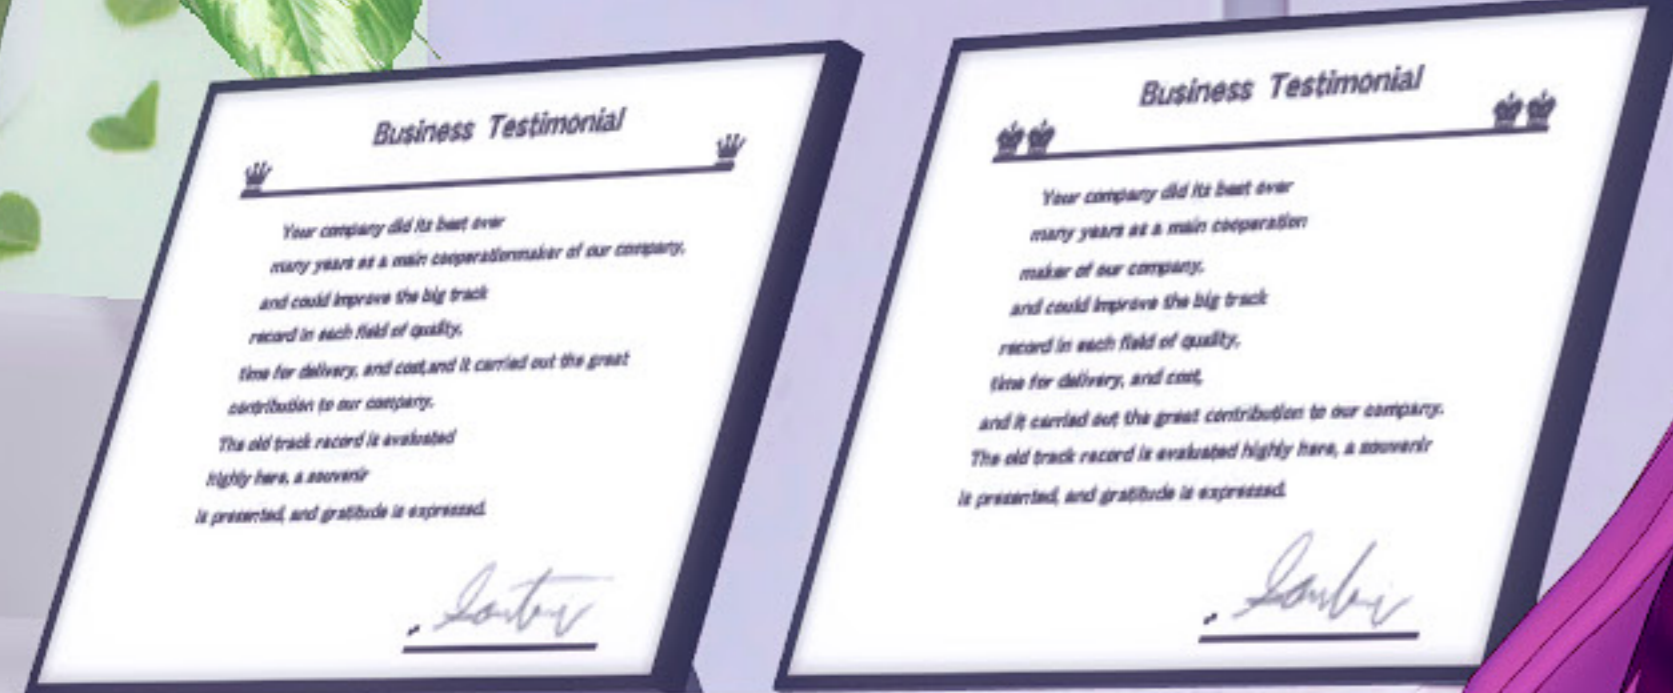 Business Testimonial
Your company did its best over
many years as a main cooperationmaker of our company,
and could improve the big track
record in each field of quality,
time for delivery, and cost,and it carried out the great
contribution to our company.
The old track record is evaluated
highly here, a souvenir
is presented, and gratitude is expressed.
Business Testimonial
Your company did its best over
many years as a main cooperation
maker of our company,
and could improve the big track
record in each field of quality,
time for delivery, and cost,
and it carried out the great contribution to our company.
The old track record is evaluated highly here, a souvenir
is presented, and gratitude is expressed.